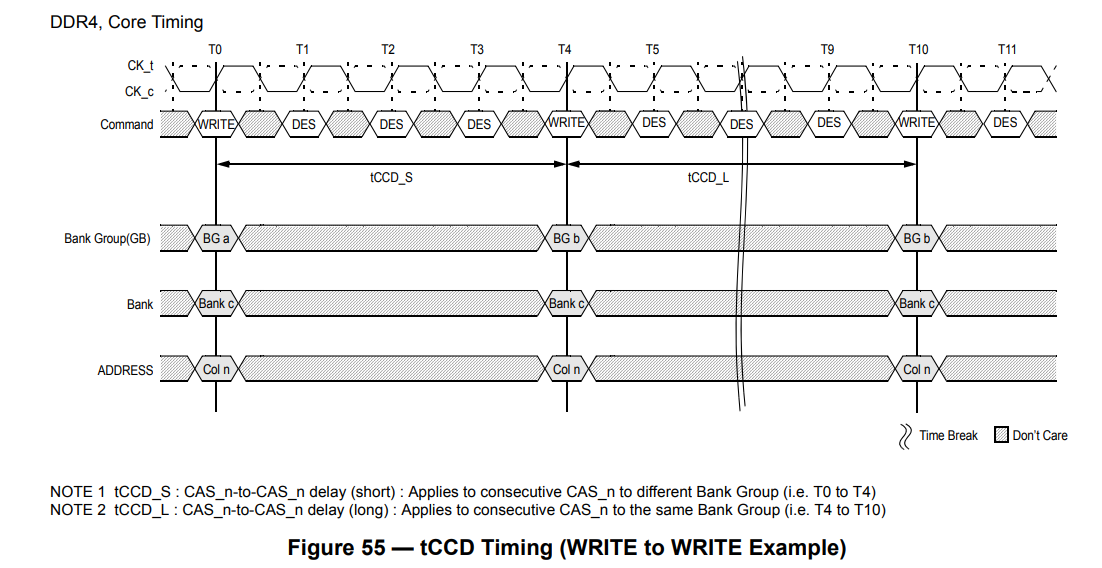 DDR4, Core Timing
T0 T1 T2 T3 T4 T5 T9 T10 T11
CK_t
CK_c
Command WRITE DES DES DES WRITE DES DES DES WRITE DES
tCCD_S tCCD_L
Bank Group(GB) BG a BG b BG b
Bank Bank c Bank c Bank c
ADDRESS Col n Col n Col n
Time Break Don't Care
NOTE 1 tCCD_S : CAS_n-to-CAS_n delay (short) : Applies to consecutive CAS_n to different Bank Group (i.e. T0 to T4)
NOTE 2 tCCD_L : CAS_n-to-CAS_n delay (long) : Applies to consecutive CAS_n to the same Bank Group (i.e. T4 to T10)
Figure 55 — tCCD Timing (WRITE to WRITE Example)